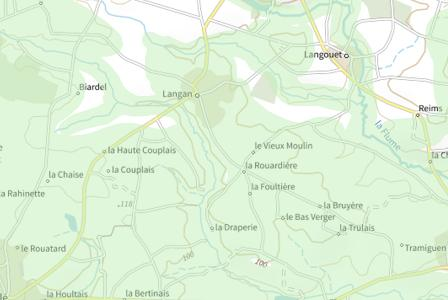 Langouet
Biardel
Langan
Reims
la Flume
le Vieux Moulin
la Haute Couplais
la Rouardière
la Couplais
la Chaise
la Foultière
la Rahinette
.118
la Bruyère
le Bas Verger
la Draperie
la Trulais
le Rouatard
Tramiguen
106
106
la Houltais
la Bertinais